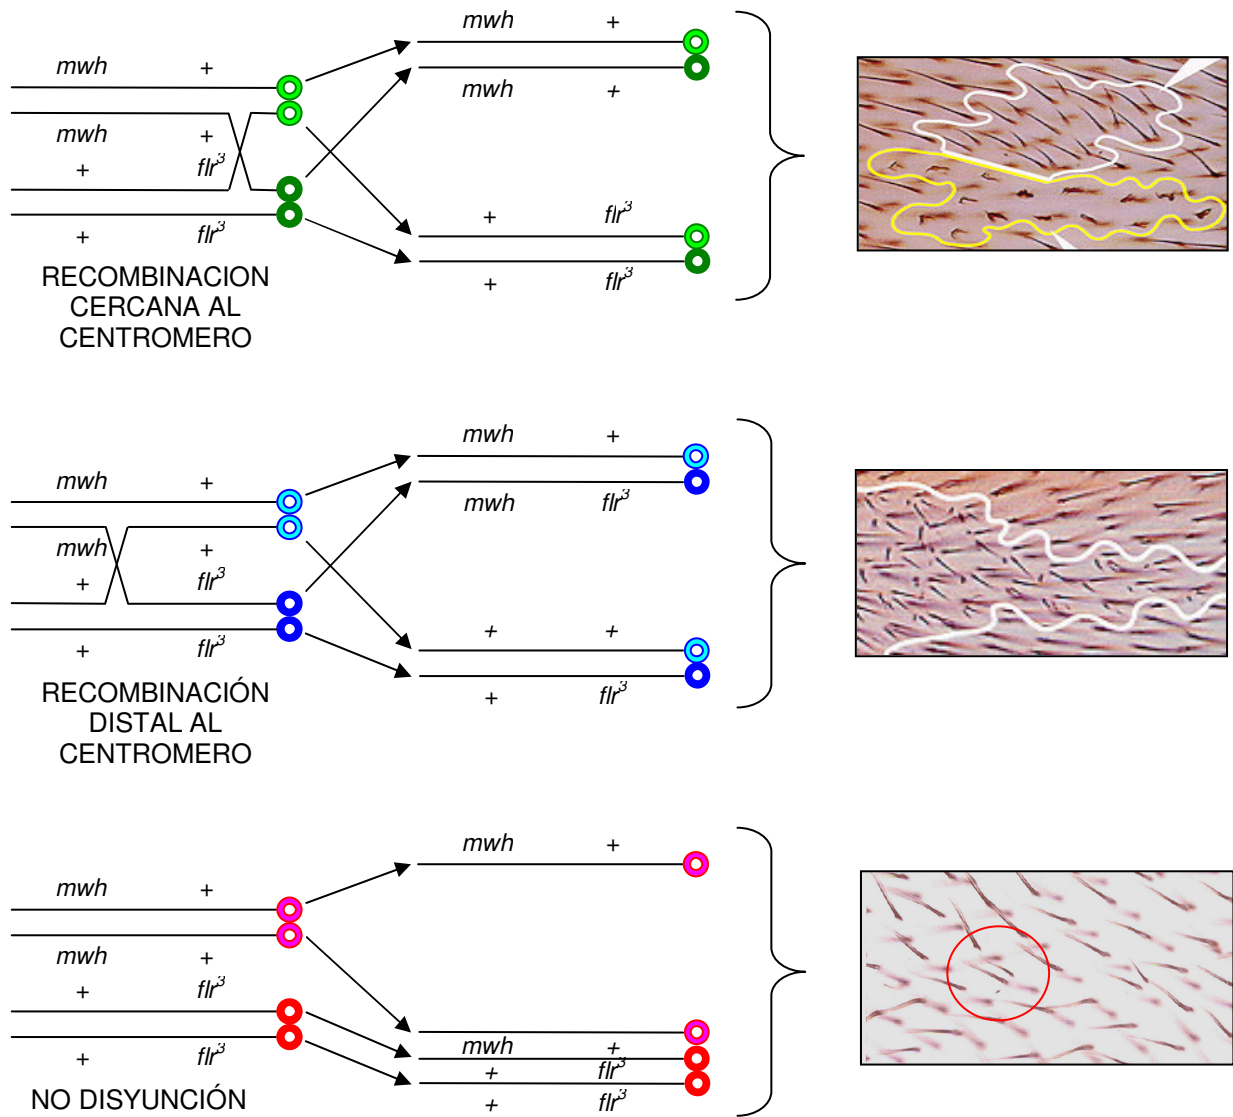 mwh +
mwh +
+ flr³
+ flr³
RECOMBINACION
CERCANA AL
CENTROMERO
mwh +
mwh +
+ flr³
+ flr³
mwh +
mwh +
+ flr³
+ flr³
RECOMBINACIÓN
DISTAL AL
CENTROMERO
mwh +
mwh flr³
+ +
+ flr³
mwh +
mwh +
+ flr³
+ flr³
NO DISYUNCIÓN
mwh +
mwh +
+ flr³
+ flr³